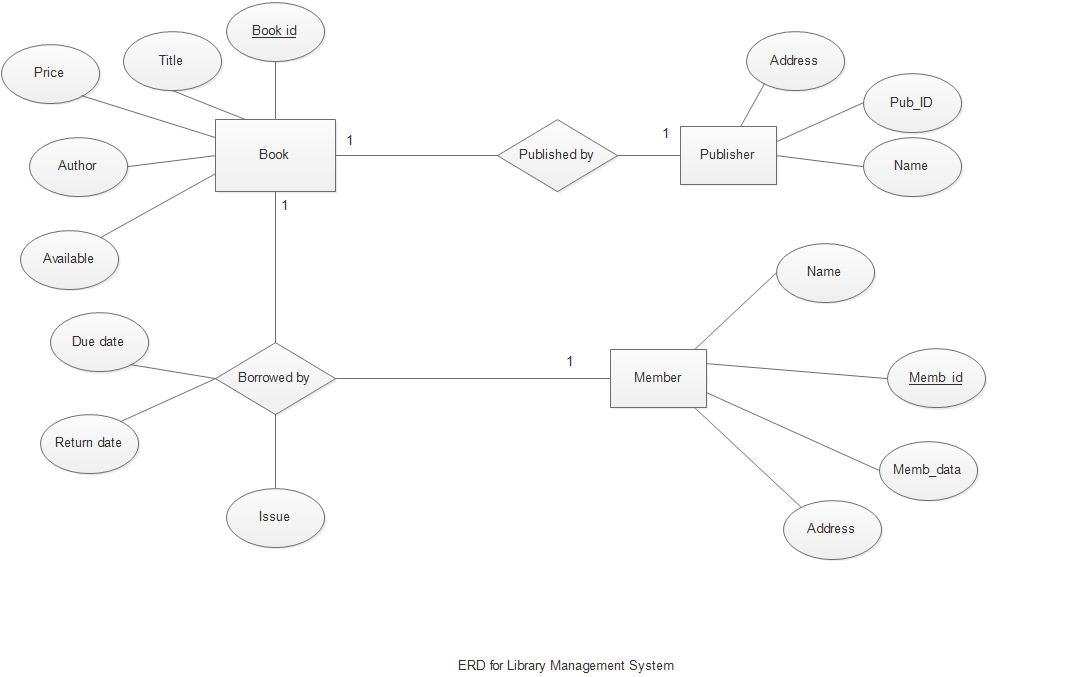 Book id
Title
Price
Address
Pub_ID
1
1
Book
Published by
Publisher
Author
Name
1
Available
Name
Due date
1
Borrowed by
Member
Memb_id
Return date
Memb_data
Issue
Address
ERD for Library Management System